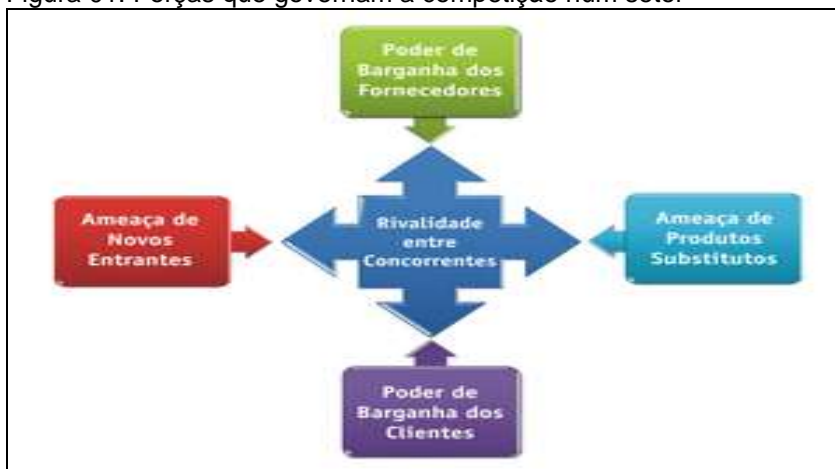 Figura 01: Forças que governam a competição num setor
Poder de
Barganha dos
Fornecedores
Ameaça de
Novos
Entrantes
Rivalidade
entre
Concorrentes
Ameaça de
Produtos
Substitutos
Poder de
Barganha dos
Clientes